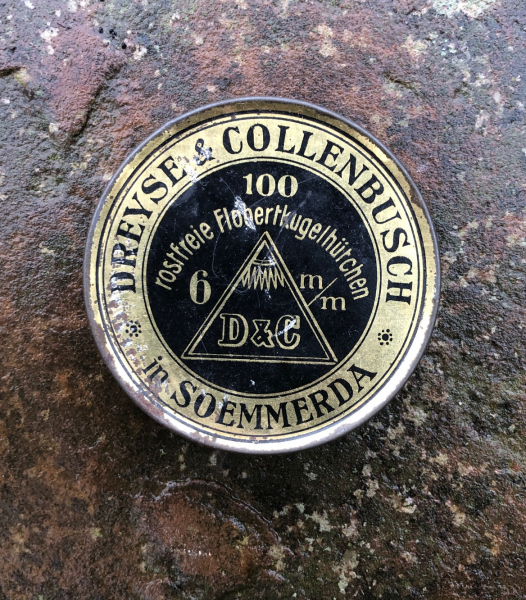 DREYSE & COLLENBUSCH
100
rostfreie Flobertkugelhütchen
6 m/m
D&C
in SOEMMERDA